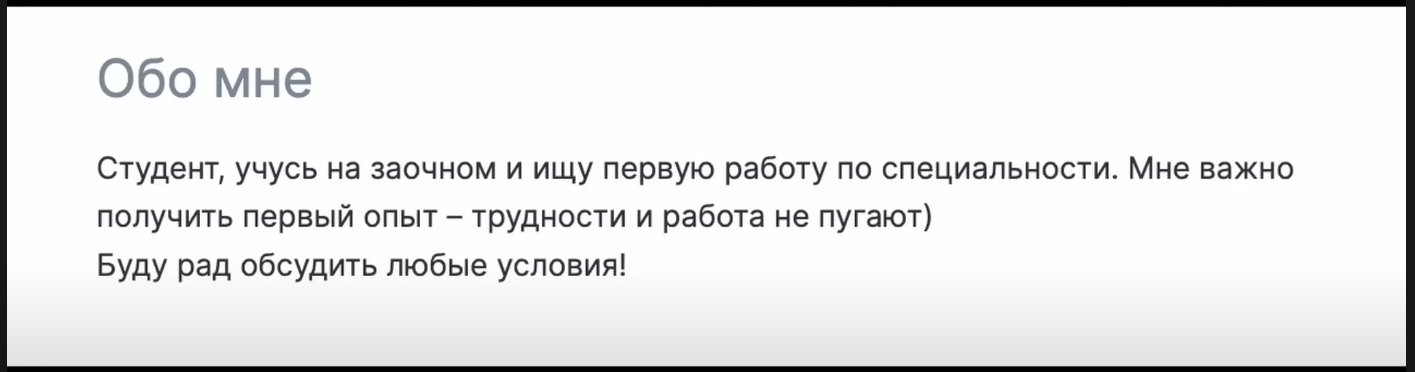 Обо мне
Студент, учусь на заочном и ищу первую работу по специальности. Мне важно
получить первый опыт – трудности и работа не пугают)
Буду рад обсудить любые условия!